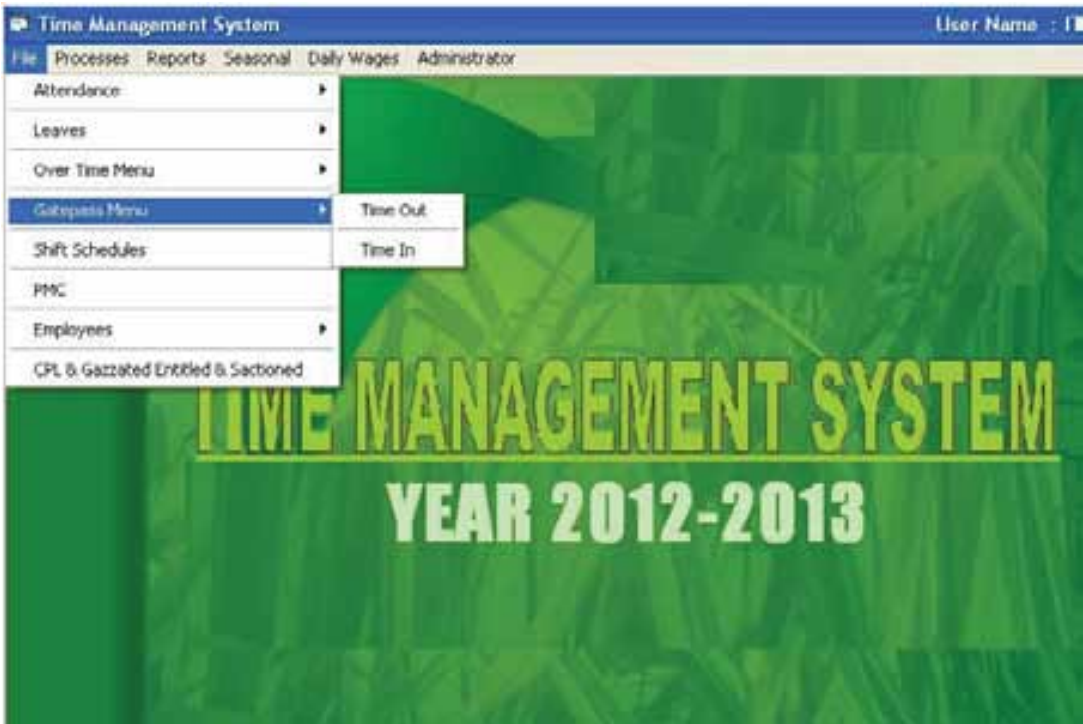 Time Management System User Name :
File Processes Reports Seasonal Daily Wages Administrator
Attendance
Leaves
Over Time Menu
Gatepass Menu Time Out
Shift Schedules Time In
PMC
Employees
CPL & Gazzated Entitled & Sactioned
TIME MANAGEMENT SYSTEM
YEAR 2012-2013